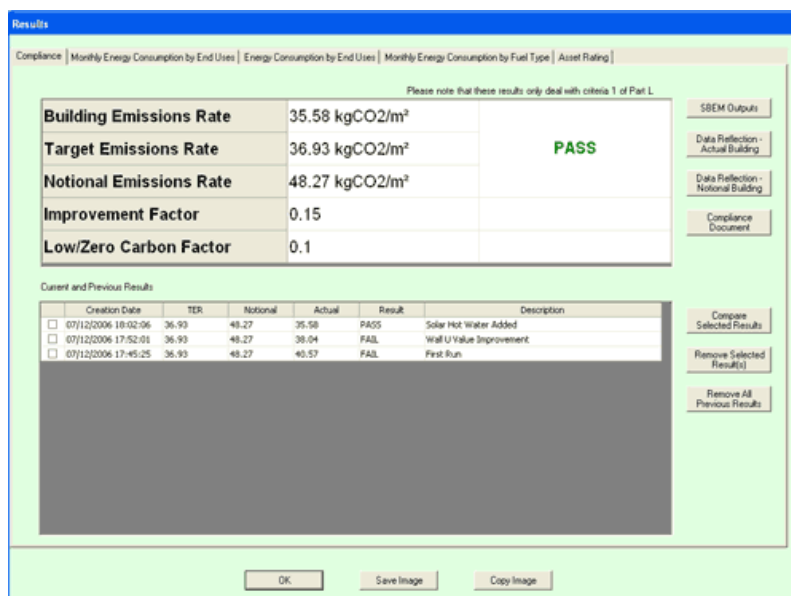 Results
Compliance Monthly Energy Consumption by End Uses Energy Consumption by End Uses Monthly Energy Consumption by Fuel Type Asset Rating
Please note that these results only deal with criteria 1 of Part L
Building Emissions Rate 35.58 kgCO2/m²
Target Emissions Rate 36.93 kgCO2/m² PASS
Notional Emissions Rate 48.27 kgCO2/m²
Improvement Factor 0.15
Low/Zero Carbon Factor 0.1
SBEM Outputs
Data Reflection -
Actual Building
Data Reflection -
Notional Building
Compliance
Document
Current and Previous Results
Creation Date TER Notional Actual Result Description
07/12/2006 18:02:06 36.93 48.27 35.58 PASS Solar Hot Water Added
07/12/2006 17:52:01 36.93 48.27 38.04 FAIL Wall U Value Improvement
07/12/2006 17:45:25 36.93 48.27 40.57 FAIL First Run
Compare
Selected Results
Remove Selected
Result(s)
Remove All
Previous Results
OK Save Image Copy Image